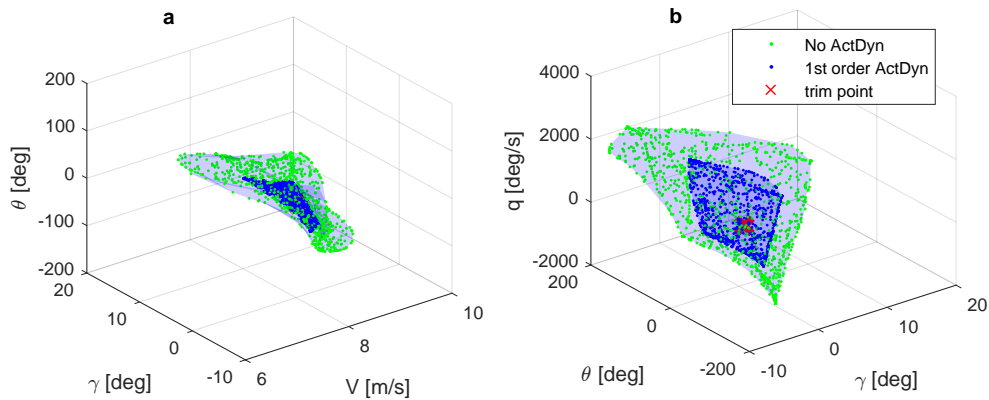 a
200
100
0
-100
-200
θ [deg]
20
10
0
-10
γ [deg]
6
8
10
V [m/s]
b
No ActDyn
1st order ActDyn
trim point
4000
2000
0
-2000
q [deg/s]
200
0
-200
θ [deg]
-10
0
10
20
γ [deg]